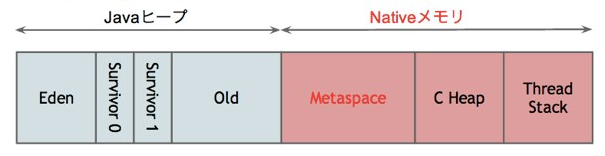 Javaヒープ
Nativeメモリ
Eden
Survivor 0
Survivor 1
Old
Metaspace
C Heap
Thread
Stack